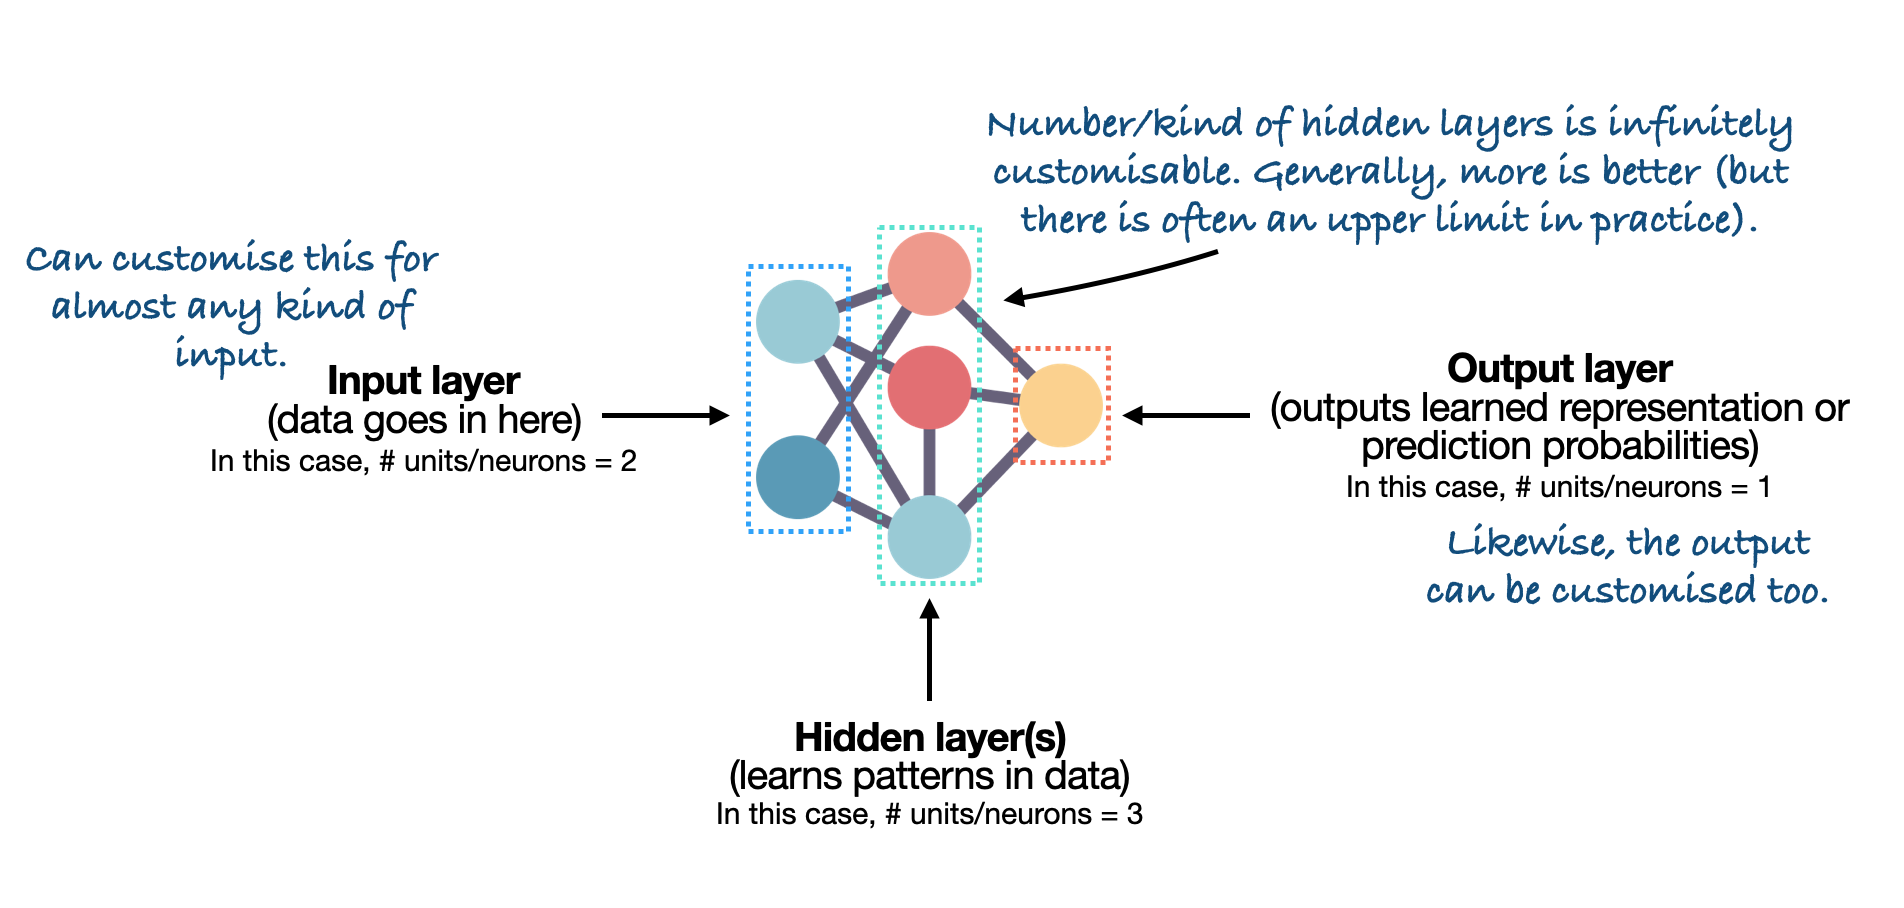 Number/kind of hidden layers is infinitely
customisable. Generally, more is better (but
there is often an upper limit in practice).
Can customise this for
almost any kind of
input.
Input layer
(data goes in here)
In this case, # units/neurons = 2
Output layer
(outputs learned representation or
prediction probabilities)
In this case, # units/neurons = 1
Likewise, the output
can be customised too.
Hidden layer(s)
(learns patterns in data)
In this case, # units/neurons = 3